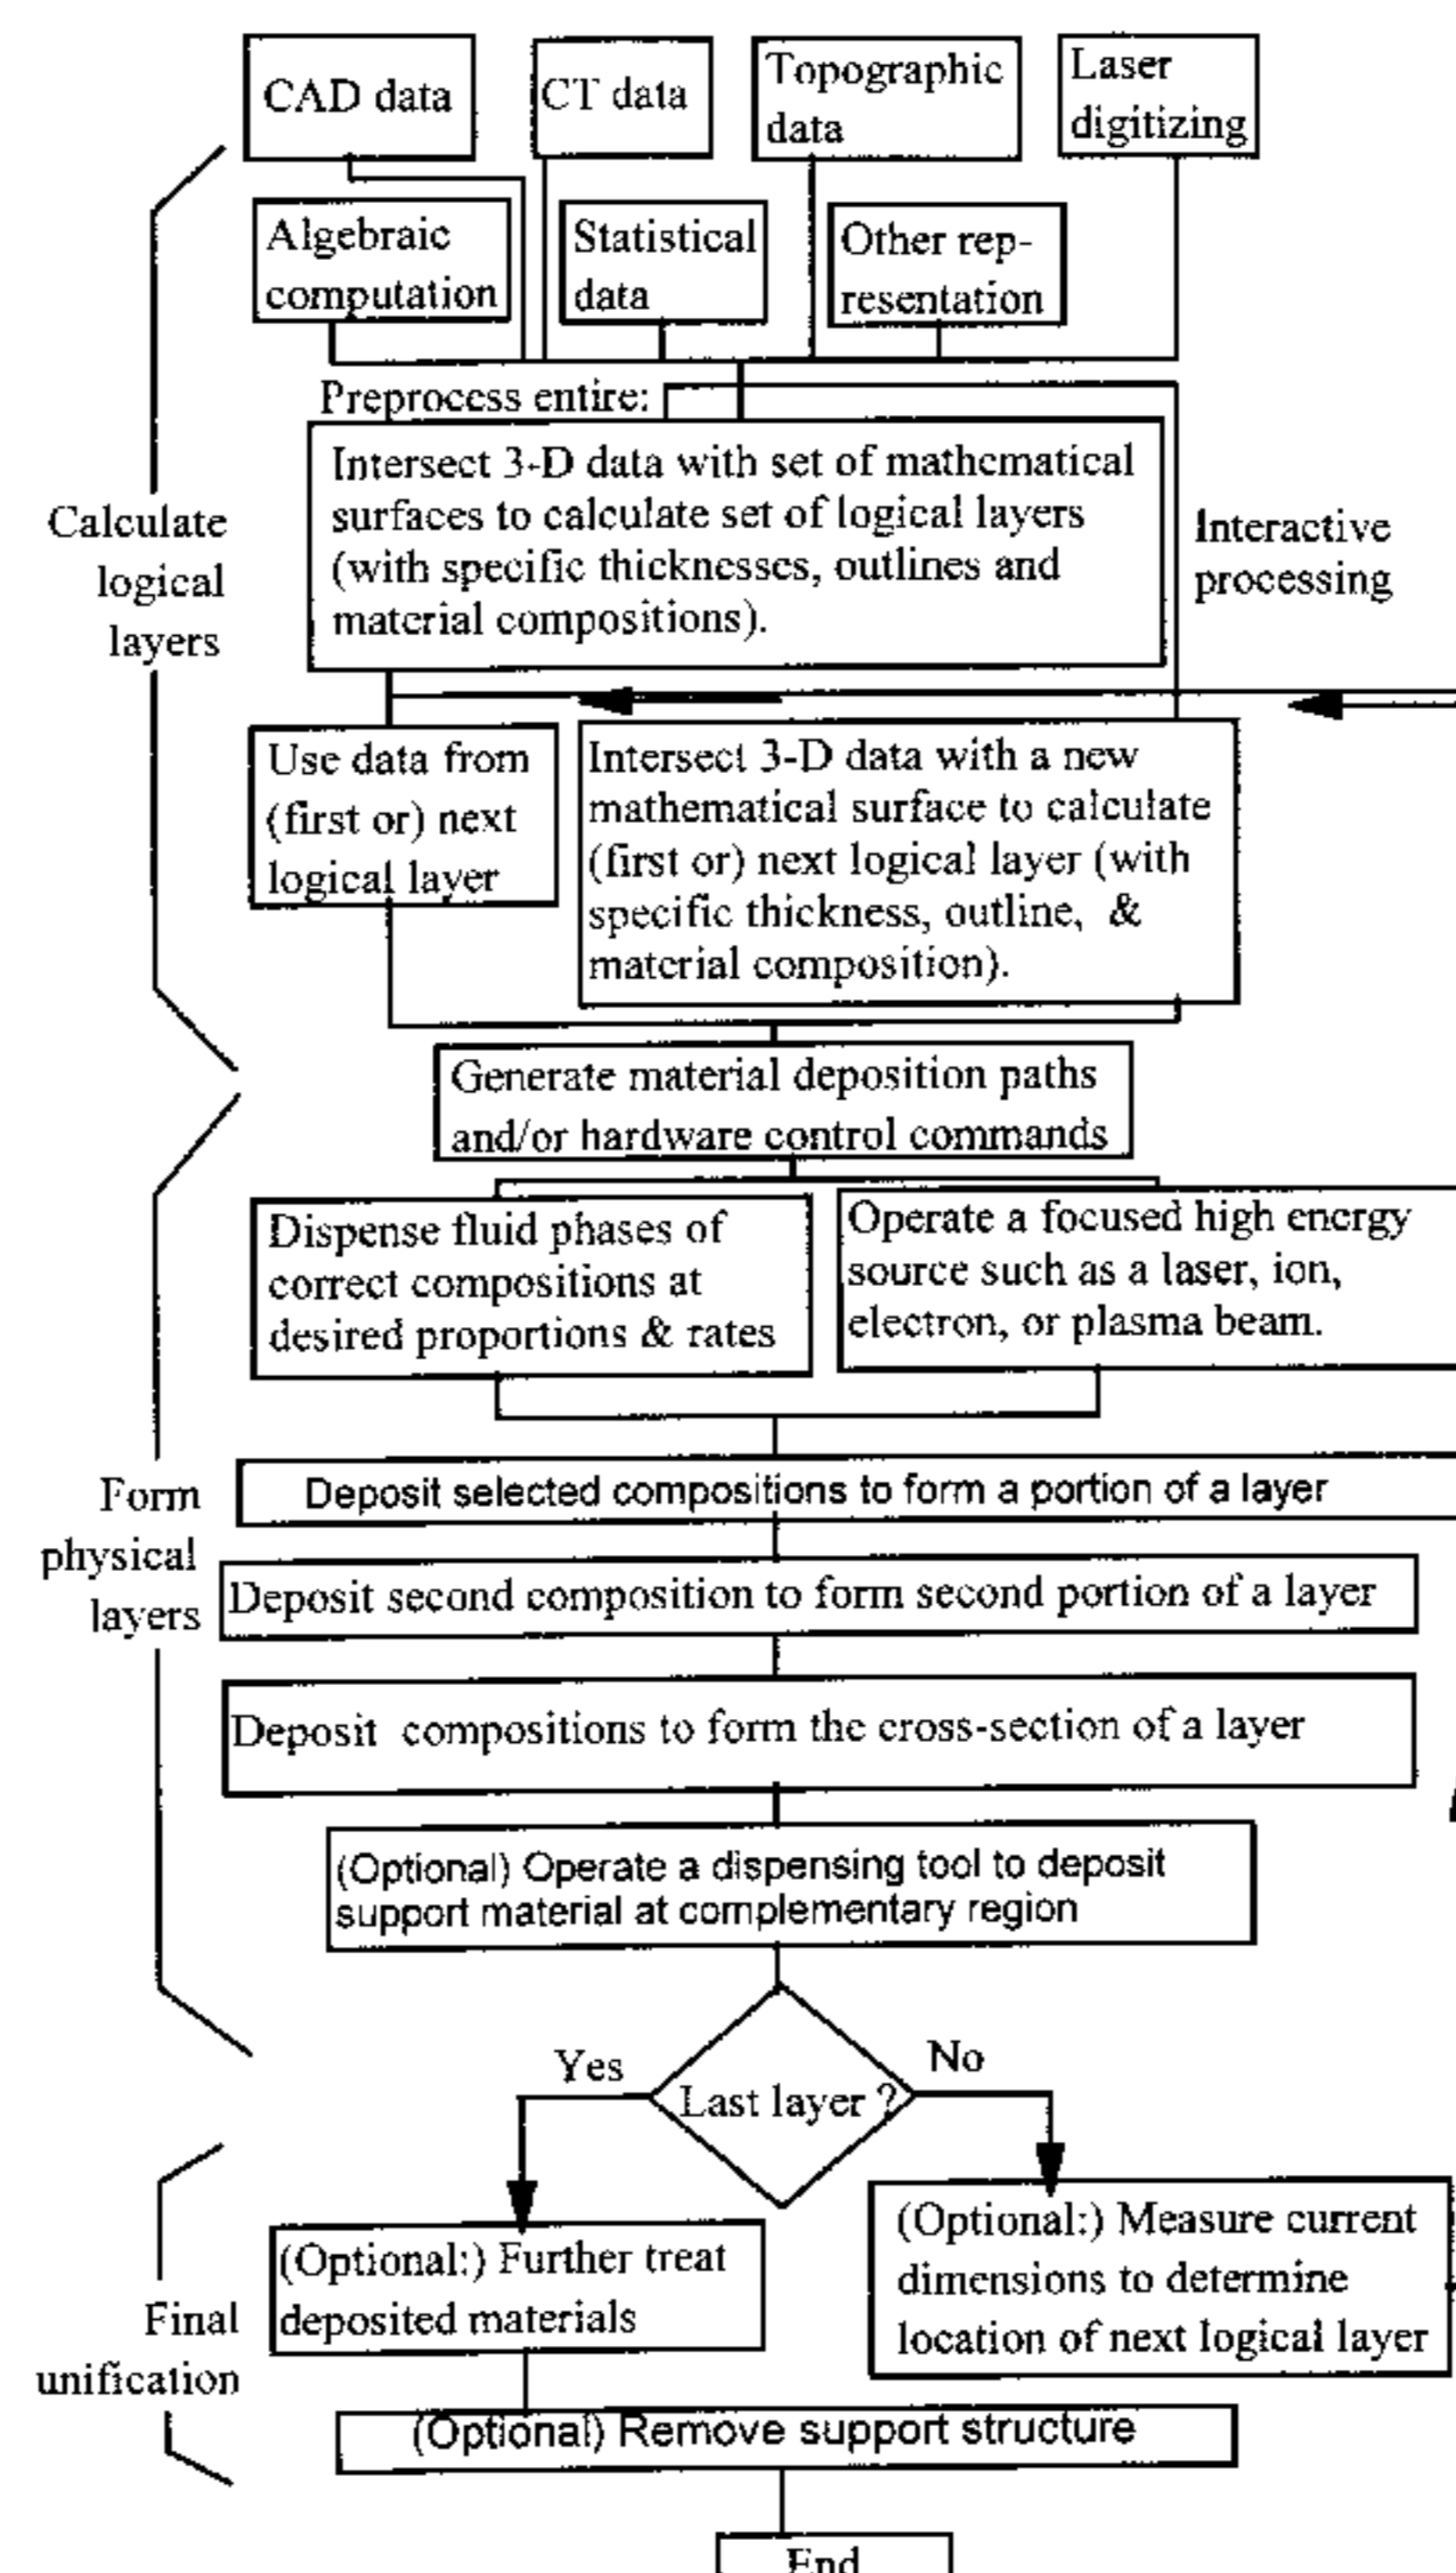 CAD data
CT data
Topographic
data
Laser
digitizing
Algebraic
computation
Statistical
data
Other rep-
resentation
Preprocess entire:
Intersect 3-D data with set of mathematical
surfaces to calculate set of logical layers
(with specific thicknesses, outlines and
material compositions).
Calculate
logical
layers
Interactive
processing
Use data from
(first or) next
logical layer
Intersect 3-D data with a new
mathematical surface to calculate
(first or) next logical layer (with
specific thickness, outline, &
material composition).
Generate material deposition paths
and/or hardware control commands
Dispense fluid phases of
correct compositions at
desired proportions & rates
Operate a focused high energy
source such as a laser, ion,
electron, or plasma beam.
Form
physical
layers
Deposit selected compositions to form a portion of a layer
Deposit second composition to form second portion of a layer
Deposit compositions to form the cross-section of a layer
(Optional) Operate a dispensing tool to deposit
support material at complementary region
Yes
Last layer ?
No
(Optional:) Further treat
deposited materials
(Optional:) Measure current
dimensions to determine
location of next logical layer
Final
unification
(Optional) Remove support structure
End